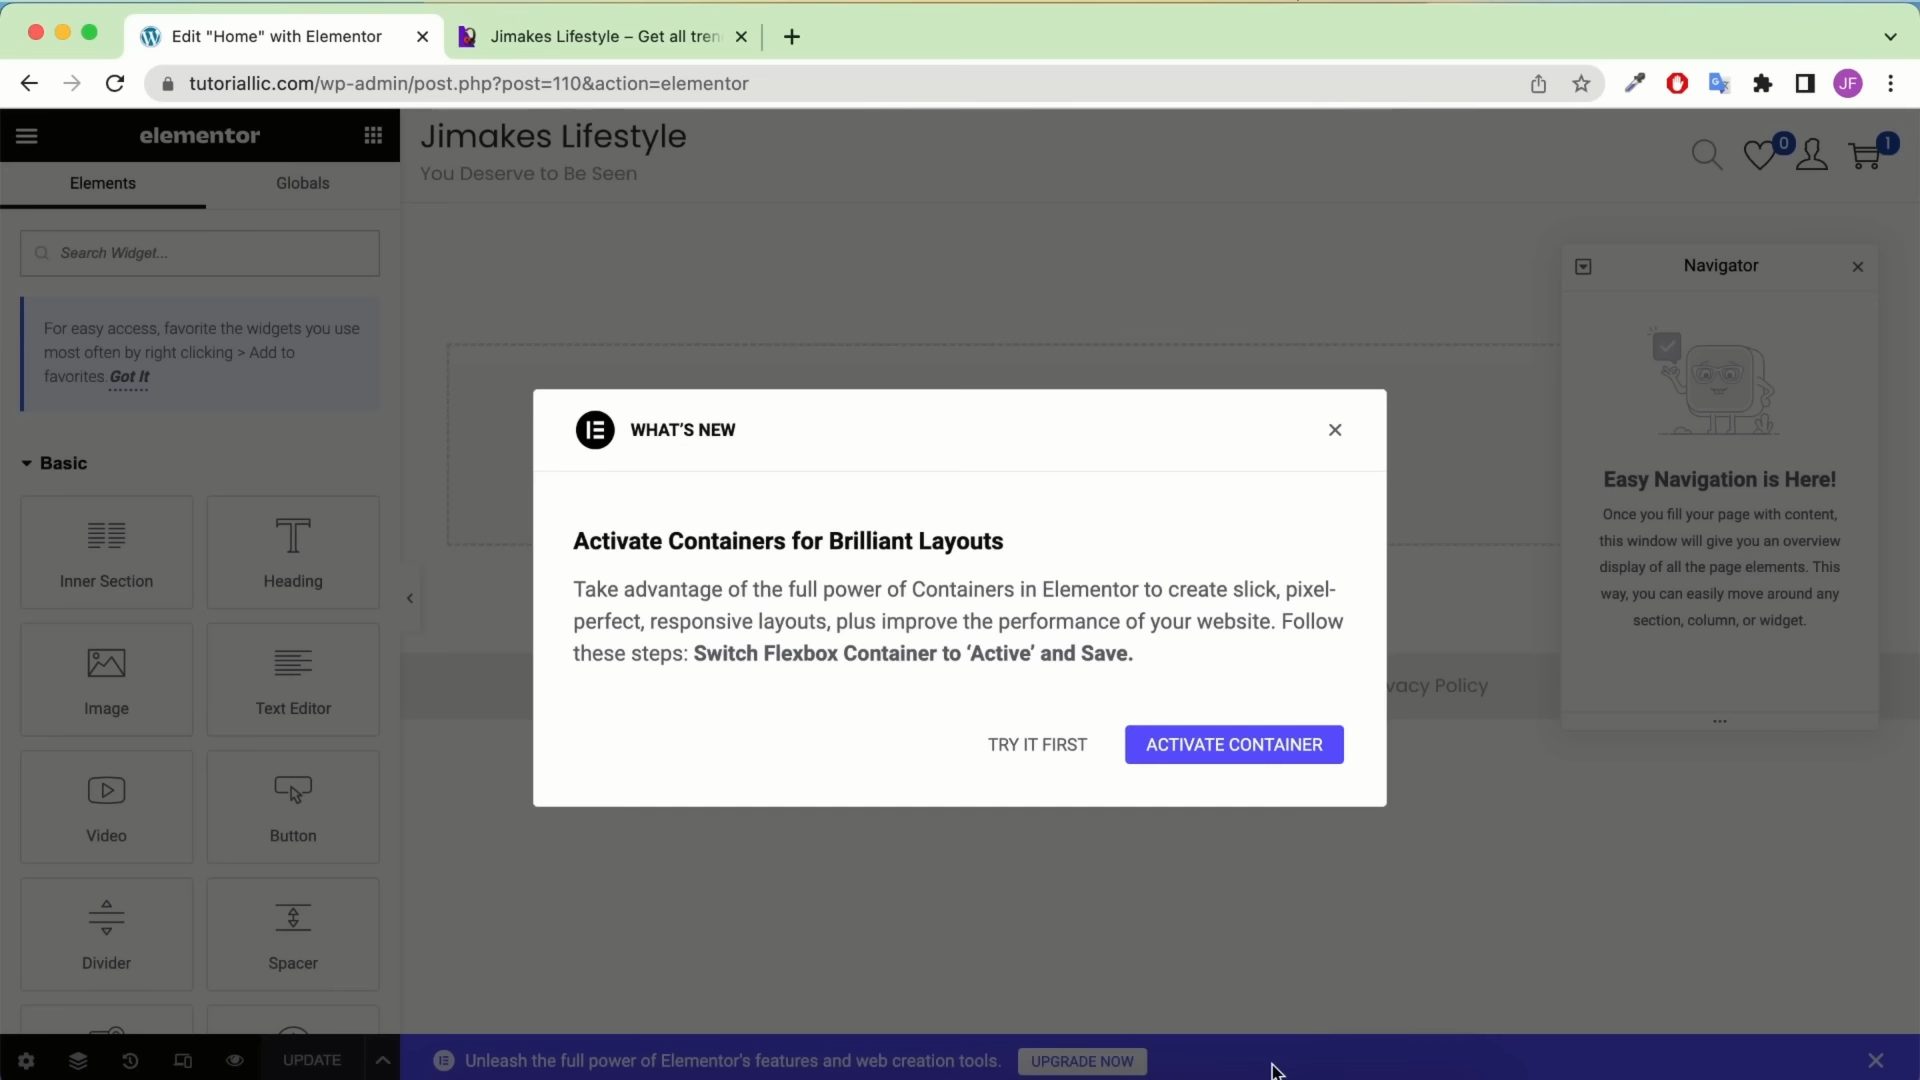 Edit "Home" with Elementor
Jimakes Lifestyle – Get all tren
tutoriallic.com/wp-admin/post.php?post=110&action=elementor
JF
elementor
Elements
Globals
Search Widget...
For easy access, favorite the widgets you use
most often by right clicking > Add to
favorites. Got It
Basic
Inner Section
Heading
Image
Text Editor
Video
Button
Divider
Spacer
UPDATE
Jimakes Lifestyle
You Deserve to Be Seen
0
1
Navigator
Easy Navigation is Here!
Once you fill your page with content,
this window will give you an overview
display of all the page elements. This
way, you can easily move around any
section, column, or widget.
WHAT'S NEW
Activate Containers for Brilliant Layouts
Take advantage of the full power of Containers in Elementor to create slick, pixel-
perfect, responsive layouts, plus improve the performance of your website. Follow
these steps: Switch Flexbox Container to ‘Active’ and Save.
TRY IT FIRST
ACTIVATE CONTAINER
vacy Policy
Unleash the full power of Elementor's features and web creation tools.
UPGRADE NOW